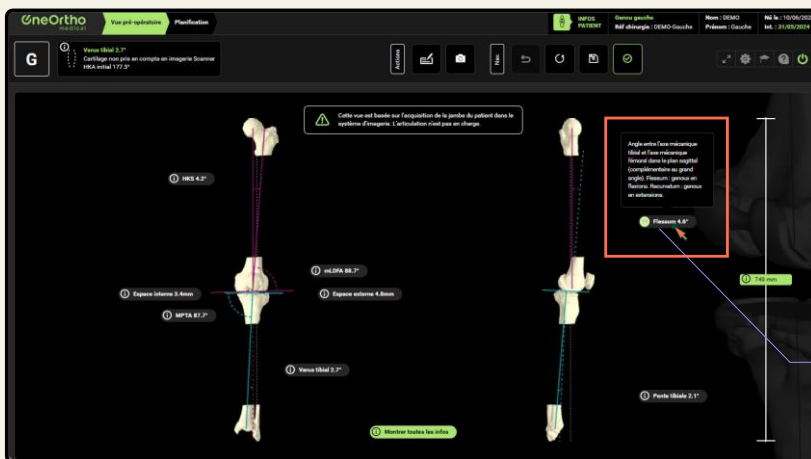 OneOrtho
medical
Vue pré-opératoire
Planification
INFOS
PATIENT
Genou gauche
Réf chirurgie : DEMO-Gauche
Nom : DEMO
Prénom : Gauche
Né le : 10/06/202
Int. : 31/05/2024
G
Varus tibial 2.7°
Cartilage non pris en compta en imagerie Scanner
HKA intial 177.3°
Actions
Nav.
Cette vue est basée sur l'acquisition de la jambe du patient dans le
système d'imagerie. L'articulation n'est pas en charge.
Angle entre l'axe mécanique
tibial et l'axe mécanique
fémoral dans le plan sagittal
(complémentaire au grand
angle). Flessum : genoux en
flexions. Recurvatum : genoux
en extensions.
HKS 4.2°
Flessum 4.6°
mLDFA 88.7°
749 mm
Espace interne 3.4mm
Espace externe 4.8mm
MPTA 87.7°
Varus tibial 2.7°
Pente tibiale 2.1°
Montrer toutes les infos